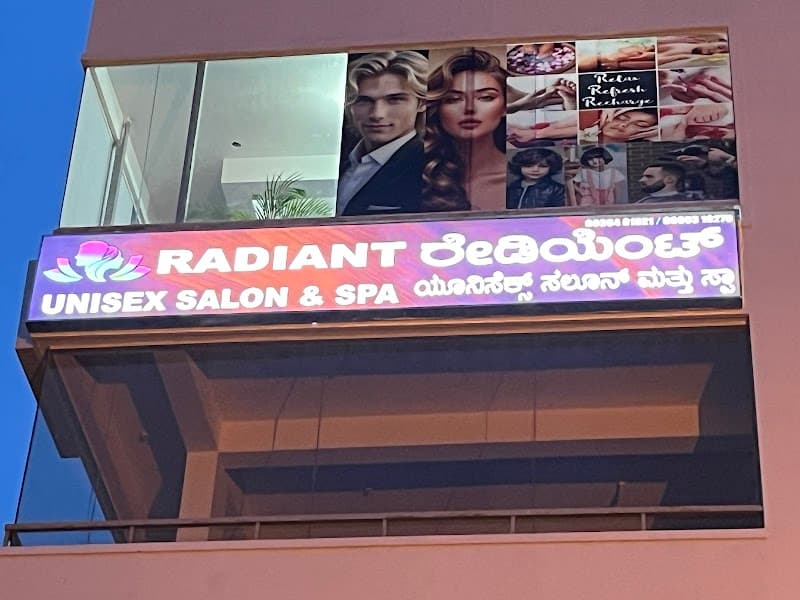 Relax
Refresh
Recharge
RADIANT ರೇಡಿಯೆಂಟ್
UNISEX SALON & SPA ಯೂನಿಸೆಕ್ಸ್ ಸಲೂನ್ ಮತ್ತು ಸ್ಪಾ